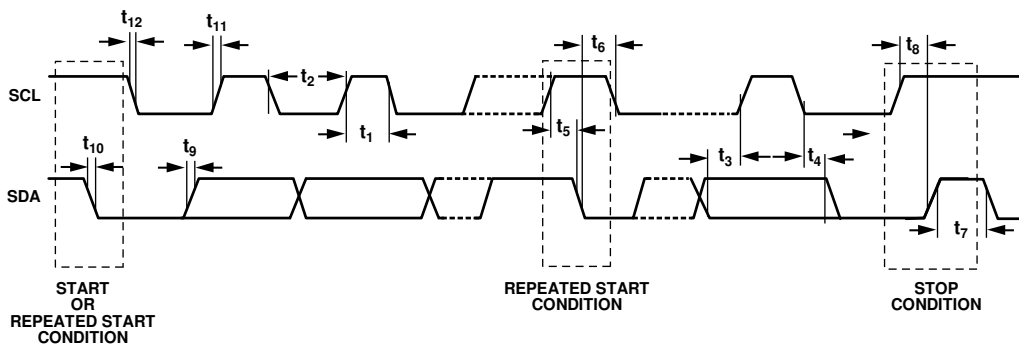 t12
t11
t6
t8
t2
SCL
t1
t5
t10
t9
t3
t4
SDA
t7
START
OR
REPEATED START
CONDITION
REPEATED START
CONDITION
STOP
CONDITION